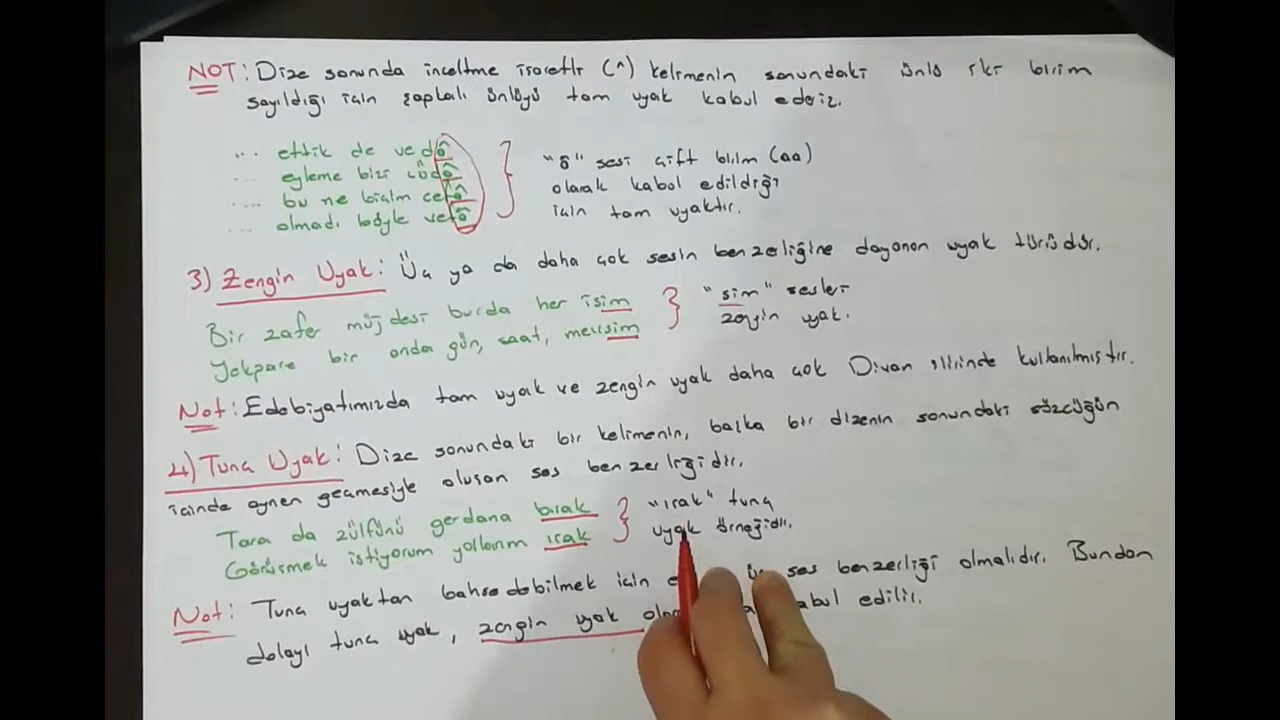 NOT: Dize sonunda inceltme işaretli (^) kelimenin sonundaki ünlü iki birim
sayıldığı için şapkalı ünlüyü tam uyak kabul ederiz.
.... ettik de vedâ
.... eyleme bizi cüdâ
.... bu ne biçim cefâ
.... olmadı böyle vefâ
"â" sesi çift birim (aa)
olarak kabul edildiği
için tam uyaktır.
3) Zengin Uyak: Üç ya da daha çok sesin benzerliğine dayanan uyak türüdür.
Bir zafer müjdesi burda her isim
Yekpare bir anda gün, saat, mevsim
"sim" sesleri
zengin uyak.
Not: Edebiyatımızda tam uyak ve zengin uyak daha çok Divan şiirinde kullanılmıştır.
4) Tunç Uyak: Dize sonundaki bir kelimenin, başka bir dizenin sonundaki sözcüğün
içinde aynen geçmesiyle oluşan ses benzerliğidir.
Tara da zülfünü gerdana bırak
Görüşmek istiyorum yollarım ırak
"ırak" tunç
uyak örneğidir.
Not: Tunç uyaktan bahsedebilmek için ses benzerliği olmalıdır. Bundan
dolayı tunç uyak, zengin uyak kabul edilir.